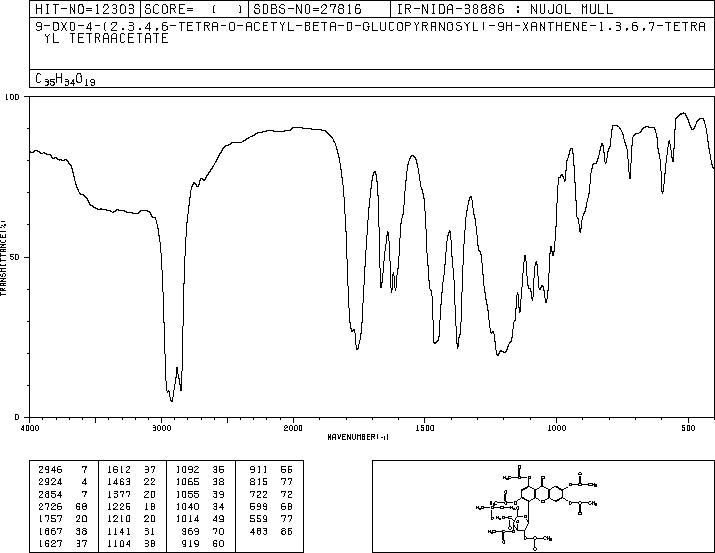 HIT-NO=12303 SCORE= ( ) SDBS-NO=27816 IR-NIDA-38886 : NUJOL MULL
9-OXO-4-(2,3,4,6-TETRA-O-ACETYL-BETA-D-GLUCOPYRANOSYL)-9H-XANTHENE-1,3,6,7-TETRA
YL TETRAACETATE
C35H34O19
100
TRANSMITTANCE(%)
50
0
4000 3000 2000 1500 1000 500
WAVENUMBER(-1)
2946 7 1612 37 1092 36 911 55
2924 4 1463 22 1065 38 815 77
2854 7 1377 20 1055 39 722 72
2726 68 1226 18 1040 34 599 68
1757 20 1210 20 1014 49 559 77
1667 38 1141 31 969 70 483 86
1627 37 1104 38 919 60